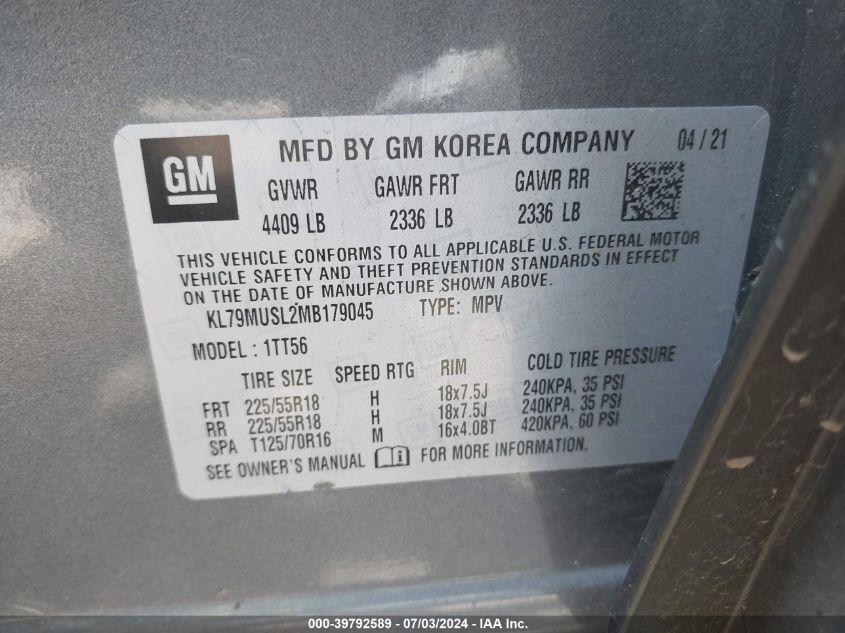 GM
MFD BY GM KOREA COMPANY 04 / 21
GVWR GAWR FRT GAWR RR
4409 LB 2336 LB 2336 LB
THIS VEHICLE CONFORMS TO ALL APPLICABLE U.S. FEDERAL MOTOR
VEHICLE SAFETY AND THEFT PREVENTION STANDARDS IN EFFECT
ON THE DATE OF MANUFACTURE SHOWN ABOVE.
KL79MUSL2MB179045 TYPE: MPV
MODEL : 1TT56
TIRE SIZE SPEED RTG RIM COLD TIRE PRESSURE
FRT 225/55R18 H 18x7.5J 240KPA, 35 PSI
RR 225/55R18 H 18x7.5J 240KPA, 35 PSI
SPA T125/70R16 M 16x4.0BT 420KPA, 60 PSI
SEE OWNER'S MANUAL i FOR MORE INFORMATION.
000-39792589 - 07/03/2024 - IAA Inc.